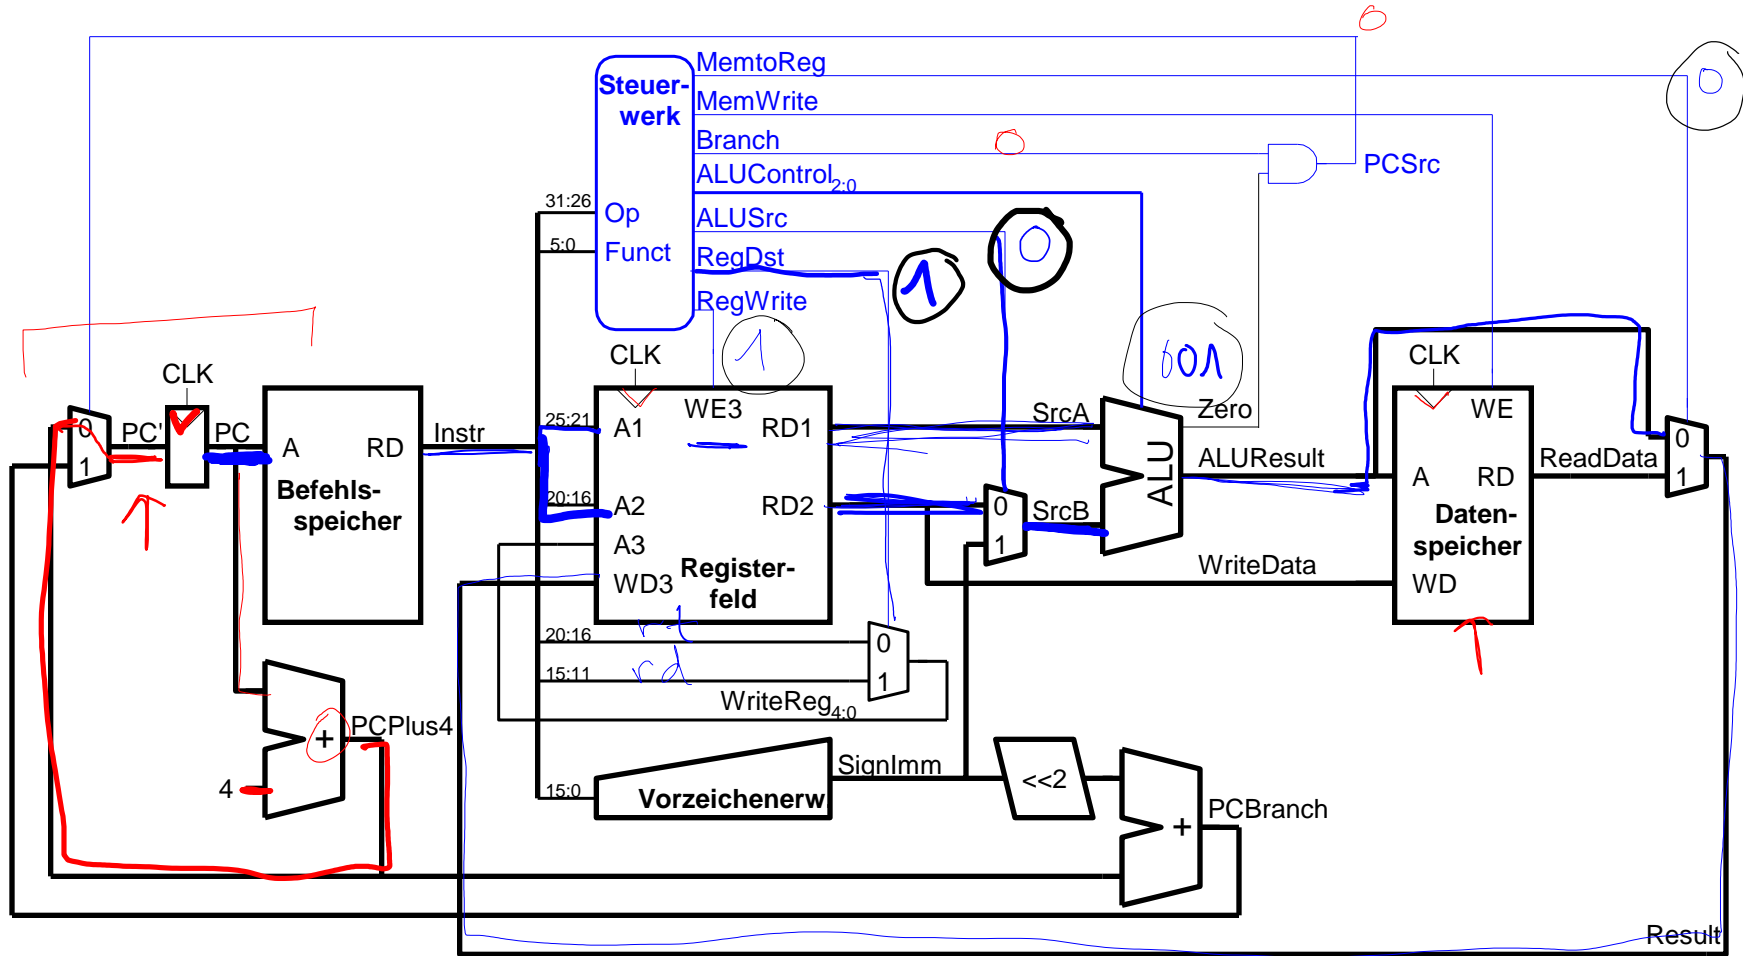 0
MemtoReg
0
Steuer-
werk
MemWrite
Branch
0
PCSrc
ALUControl2:0
31:26
Op
ALUSrc
0
5:0
Funct
RegDst
1
RegWrite
1
001
CLK
CLK
CLK
WE3
Zero
WE
0
PC'
PC
A
RD
Instr
25:21
A1
RD1
SrcA
ALU
ALUResult
0
1
A
RD
ReadData
1
Befehls-
speicher
20:16
A2
RD2
0
SrcB
Daten-
speicher
A3
1
WD3
Register-
feld
WriteData
WD
rt
20:16
0
rd
15:11
1
WriteReg4:0
+
PCPlus4
4
SignImm
<<2
15:0
Vorzeichenerw.
PCBranch
+
Result